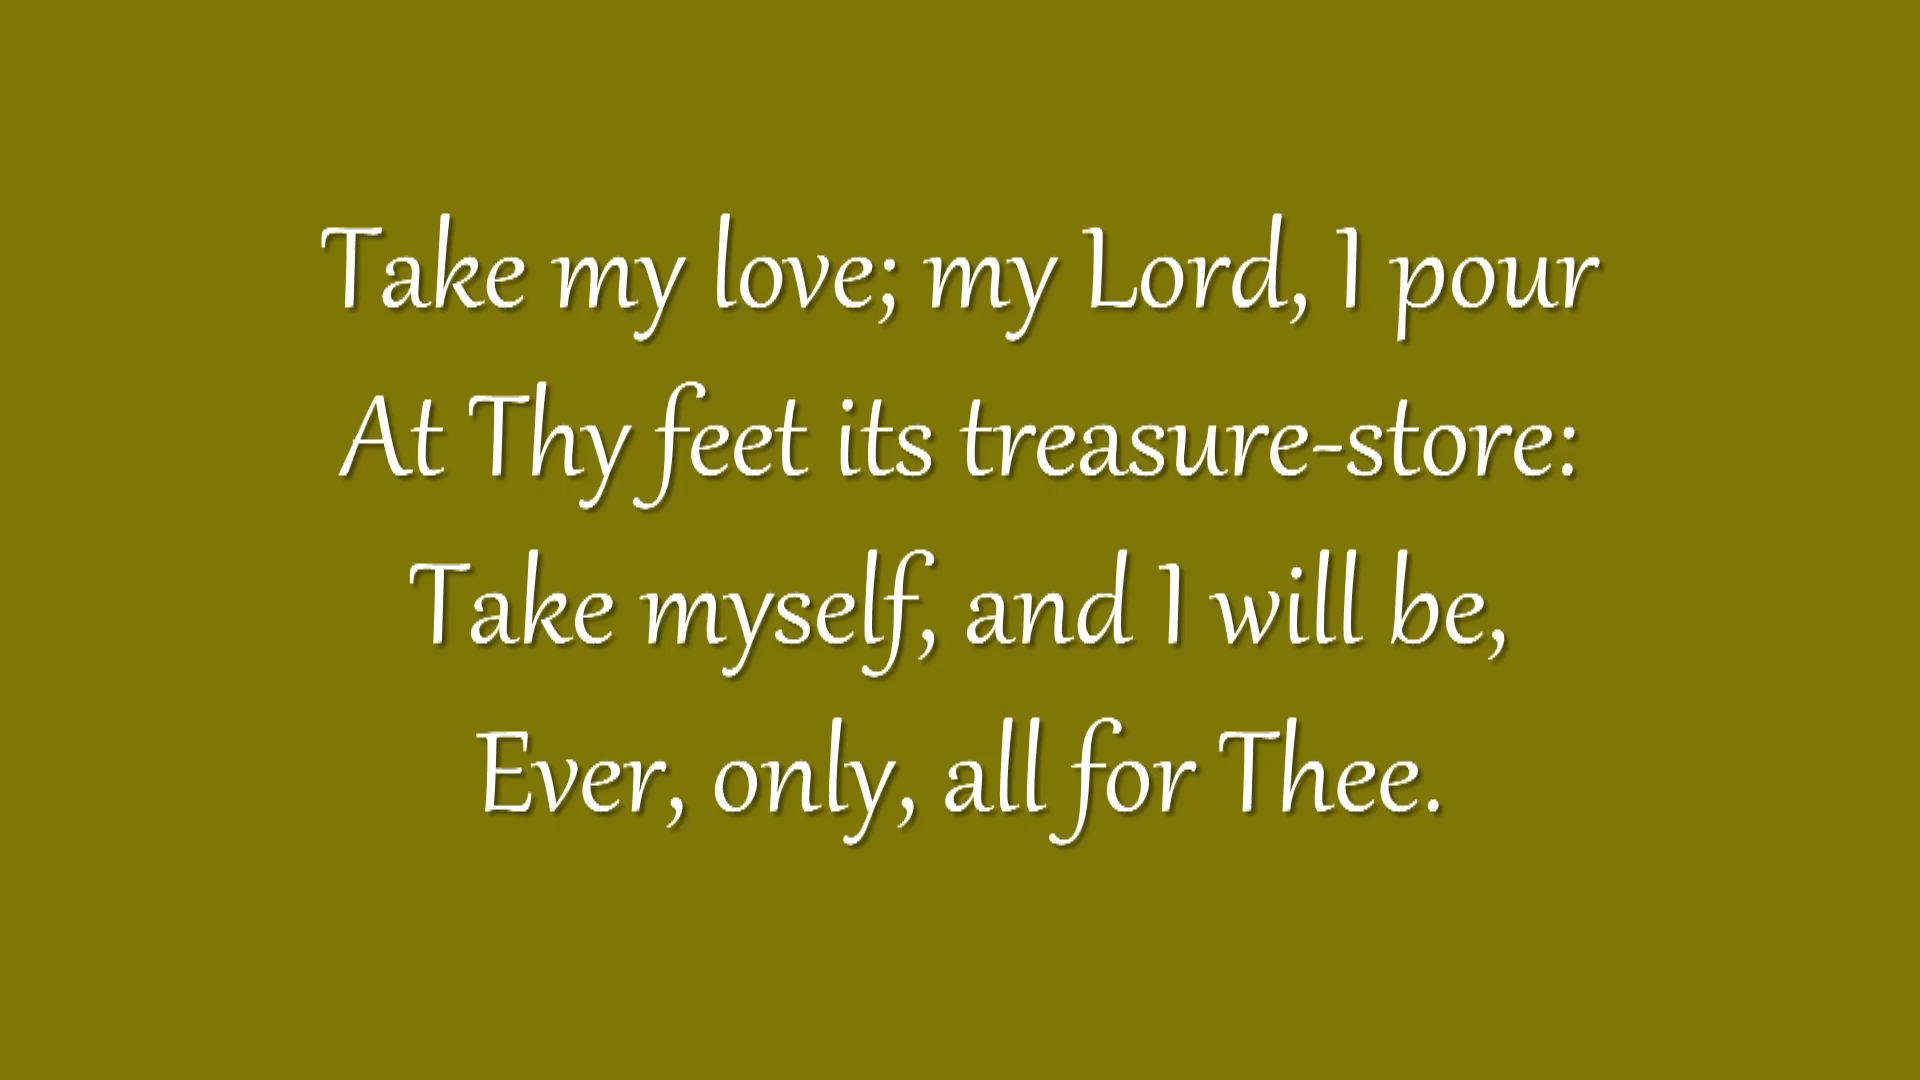 Take my love; my Lord, I pour
At Thy feet its treasure-store:
Take myself, and I will be,
Ever, only, all for Thee.